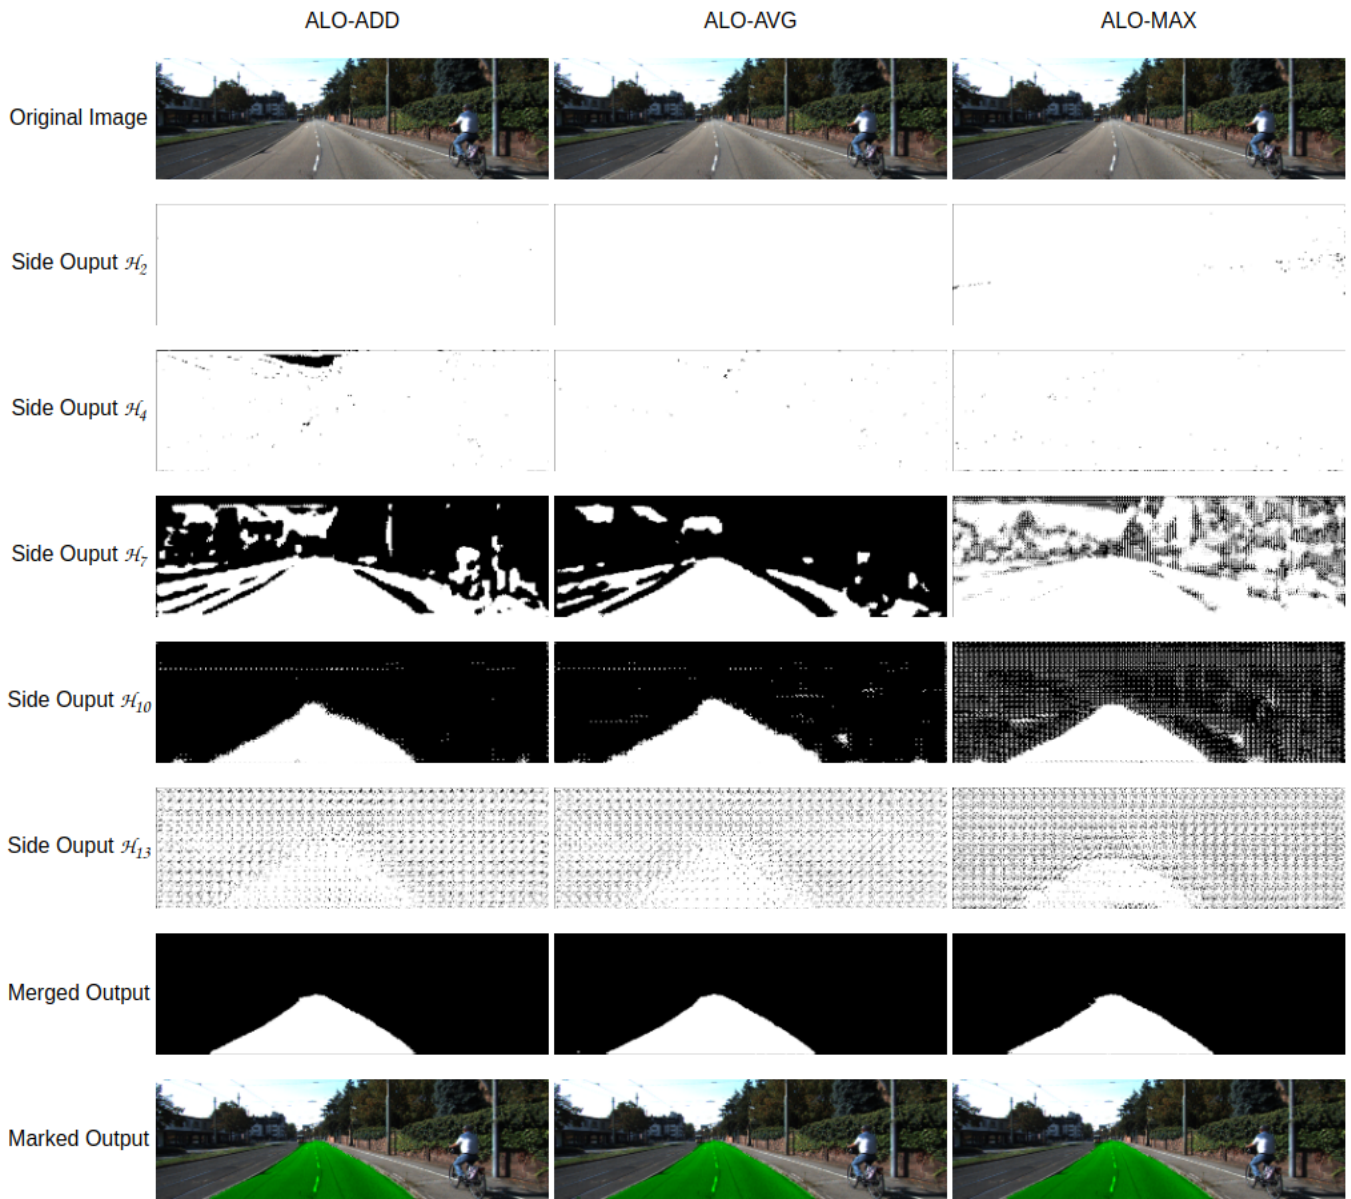 ALO-ADD ALO-AVG ALO-MAX
Original Image
Side Ouput ℋ2
Side Ouput ℋ4
Side Ouput ℋ7
Side Ouput ℋ10
Side Ouput ℋ13
Merged Output
Marked Output